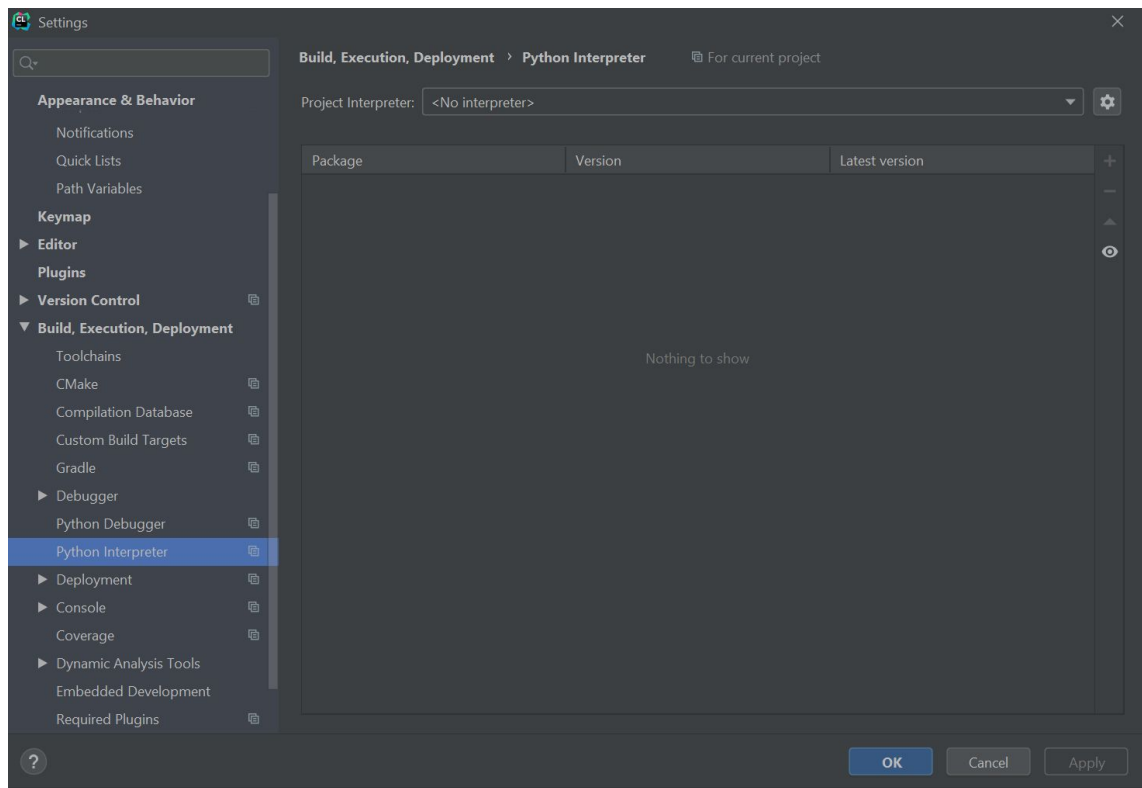 CL Settings
Appearance & Behavior
Notifications
Quick Lists
Path Variables
Keymap
Editor
Plugins
Version Control
Build, Execution, Deployment
Toolchains
CMake
Compilation Database
Custom Build Targets
Gradle
Debugger
Python Debugger
Python Interpreter
Deployment
Console
Coverage
Dynamic Analysis Tools
Embedded Development
Required Plugins
Build, Execution, Deployment › Python Interpreter For current project
Project Interpreter: <No interpreter>
Package Version Latest version
Nothing to show
? OK Cancel Apply